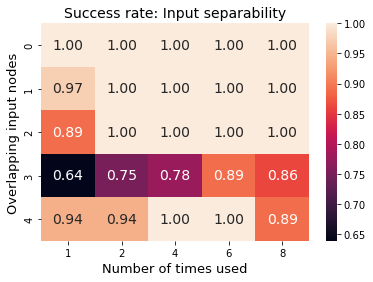 Success rate: Input separability
Overlapping input nodes
0 1.00 1.00 1.00 1.00 1.00
1 0.97 1.00 1.00 1.00 1.00
2 0.89 1.00 1.00 1.00 1.00
3 0.64 0.75 0.78 0.89 0.86
4 0.94 0.94 1.00 1.00 0.89
1 2 4 6 8
Number of times used
1.00
0.95
0.90
0.85
0.80
0.75
0.70
0.65